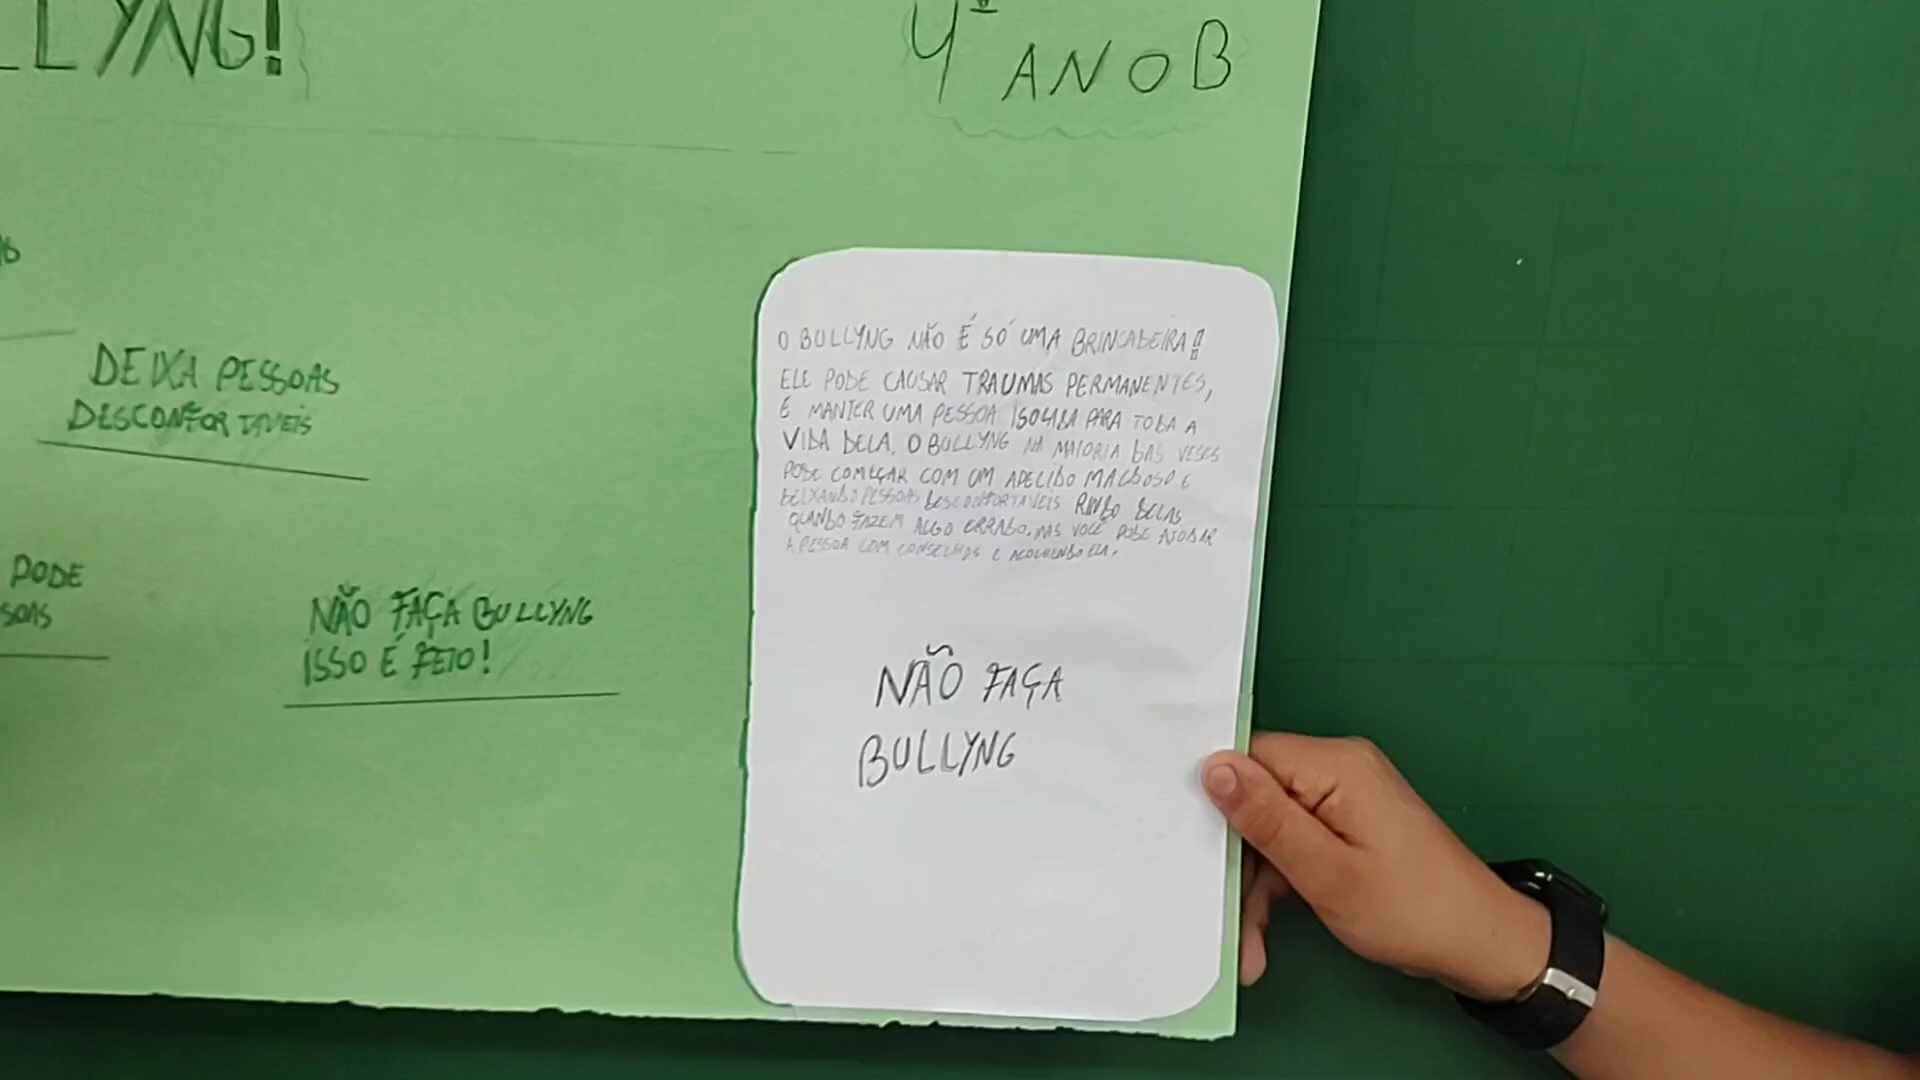 LLYNG!
4º ANO B
DEIXA PESSOAS
DESCONFORTAVEIS
PODE
SOAS
NÃO FAÇA BULLYNG
ISSO É FEIO!
O BULLYNG NÃO É SÓ UMA BRINCADEIRA!!
ELE PODE CAUSAR TRAUMAS PERMANENTES,
E MANTER UMA PESSOA ISOLADA PARA TODA A
VIDA DELA. O BULLYNG NA MAIORIA DAS VESES
PODE COMEÇAR COM UM APELIDO MALDOSO E
DEIXANDO PESSOAS DESCONFORTAVEIS RINDO DELAS
QUANDO FAZEM ALGO ERRADO. MAS VOCÊ PODE AJUDAR
A PESSOA COM CONSELHOS E ACOLHENDO ELA.
NÃO FAÇA
BULLYNG